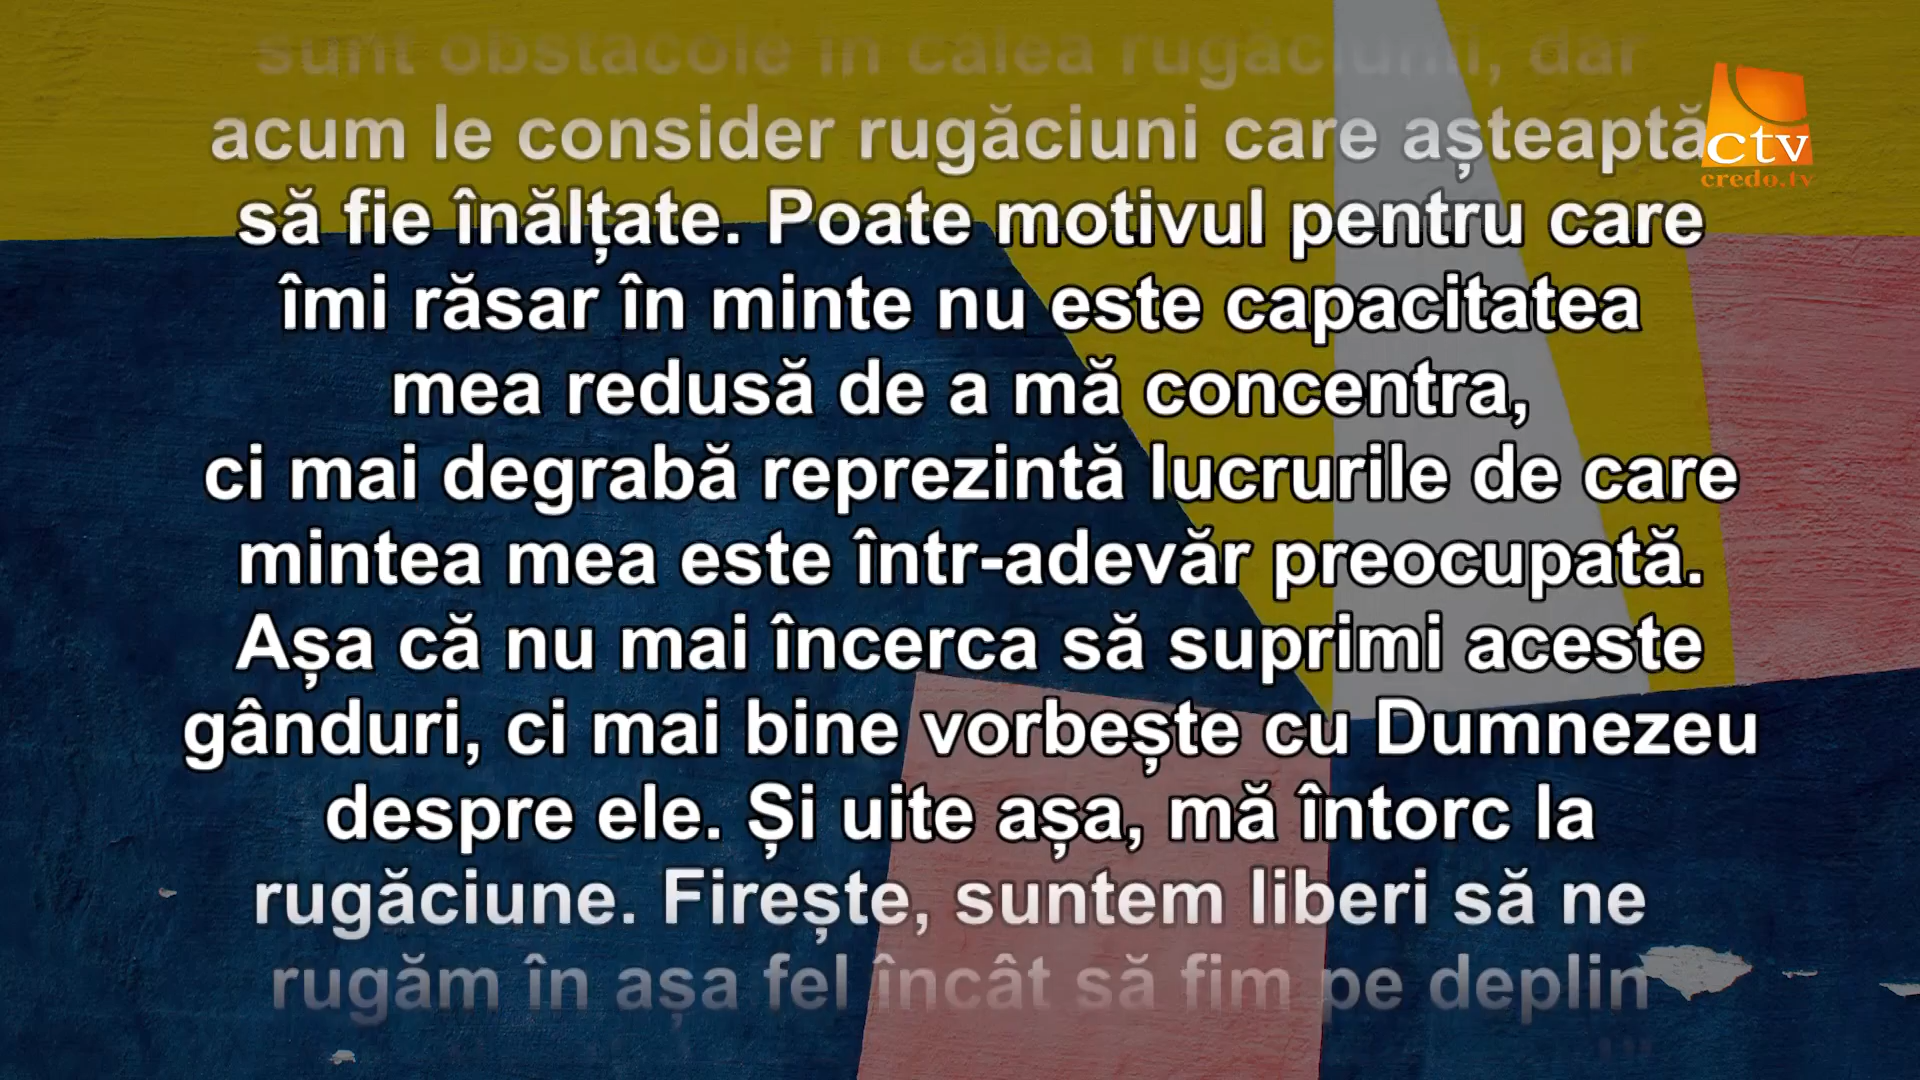 sunt obstacole în calea rugăciunii, dar
acum le consider rugăciuni care așteaptă
să fie înălțate. Poate motivul pentru care
îmi răsar în minte nu este capacitatea
mea redusă de a mă concentra,
ci mai degrabă reprezintă lucrurile de care
mintea mea este într-adevăr preocupată.
Așa că nu mai încerca să suprimi aceste
gânduri, ci mai bine vorbește cu Dumnezeu
despre ele. Și uite așa, mă întorc la
rugăciune. Firește, suntem liberi să ne
rugăm în așa fel încât să fim pe deplin
ctv
credo.tv